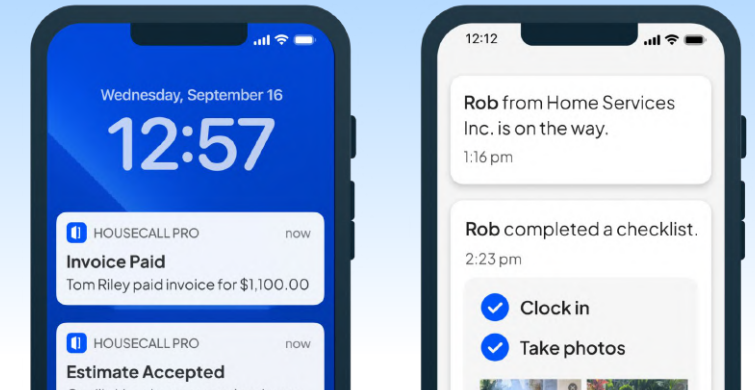 Wednesday, September 16
12:57
HOUSECALL PRO
now
Invoice Paid
Tom Riley paid invoice for $1,100.00
HOUSECALL PRO
now
Estimate Accepted
12:12
Rob from Home Services
Inc. is on the way.
1:16 pm
Rob completed a checklist.
2:23 pm
Clock in
Take photos